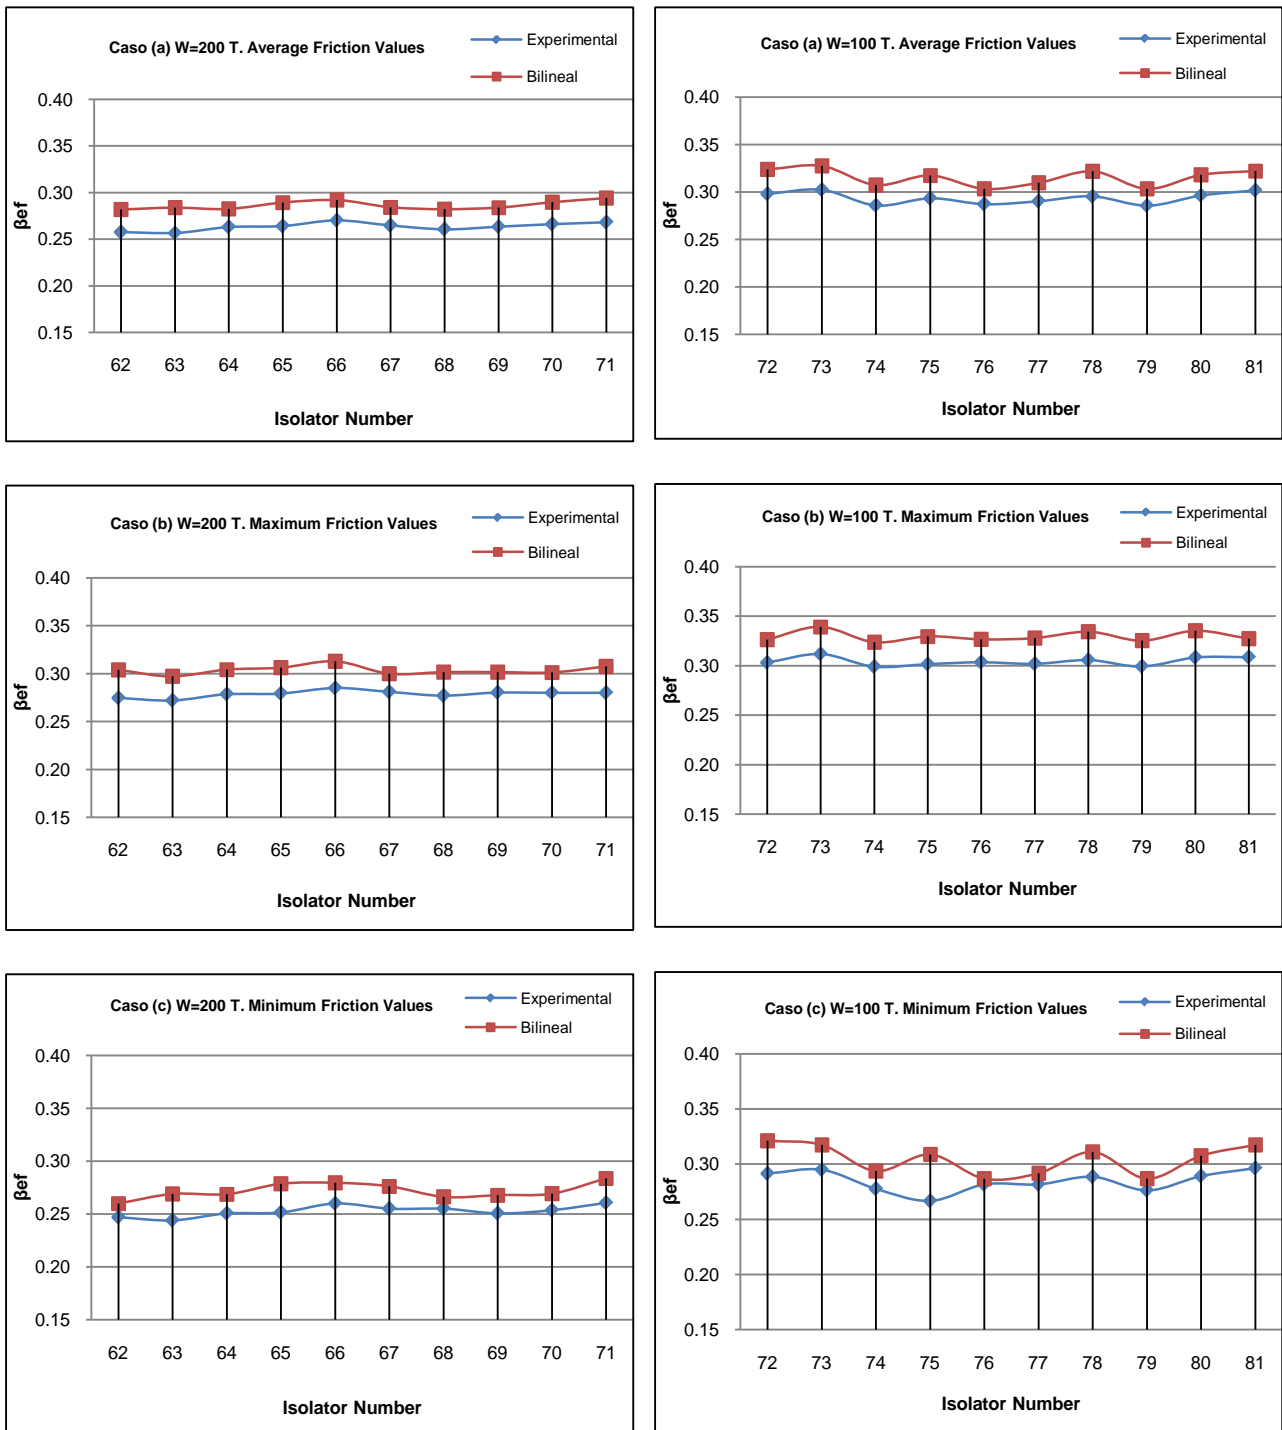 Caso (a) W=200 T. Average Friction Values
Experimental
Bilineal
0.40
0.35
0.30
0.25
0.20
0.15
βef
62 63 64 65 66 67 68 69 70 71
Isolator Number
Caso (a) W=100 T. Average Friction Values
Experimental
Bilineal
0.40
0.35
0.30
0.25
0.20
0.15
βef
72 73 74 75 76 77 78 79 80 81
Isolator Number
Caso (b) W=200 T. Maximum Friction Values
Experimental
Bilineal
0.40
0.35
0.30
0.25
0.20
0.15
βef
62 63 64 65 66 67 68 69 70 71
Isolator Number
Caso (b) W=100 T. Maximum Friction Values
Experimental
Bilineal
0.40
0.35
0.30
0.25
0.20
0.15
βef
72 73 74 75 76 77 78 79 80 81
Isolator Number
Caso (c) W=200 T. Minimum Friction Values
Experimental
Bilineal
0.40
0.35
0.30
0.25
0.20
0.15
βef
62 63 64 65 66 67 68 69 70 71
Isolator Number
Caso (c) W=100 T. Minimum Friction Values
Experimental
Bilineal
0.40
0.35
0.30
0.25
0.20
0.15
βef
72 73 74 75 76 77 78 79 80 81
Isolator Number